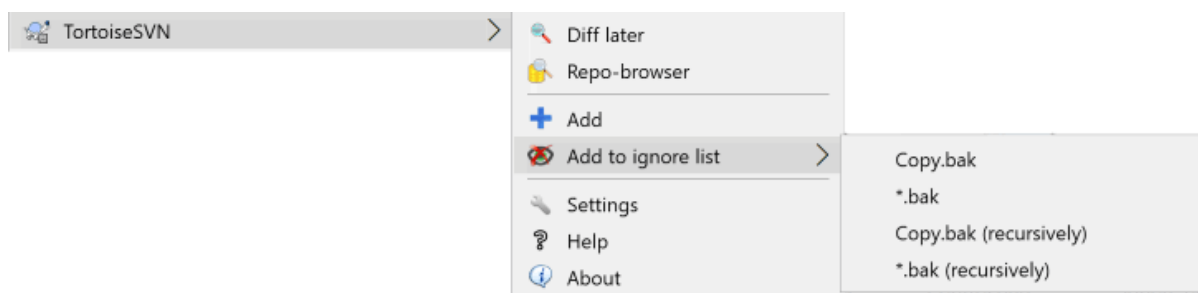 TortoiseSVN
Diff later
Repo-browser
Add
Add to ignore list
Settings
Help
About
Copy.bak
*.bak
Copy.bak (recursively)
*.bak (recursively)